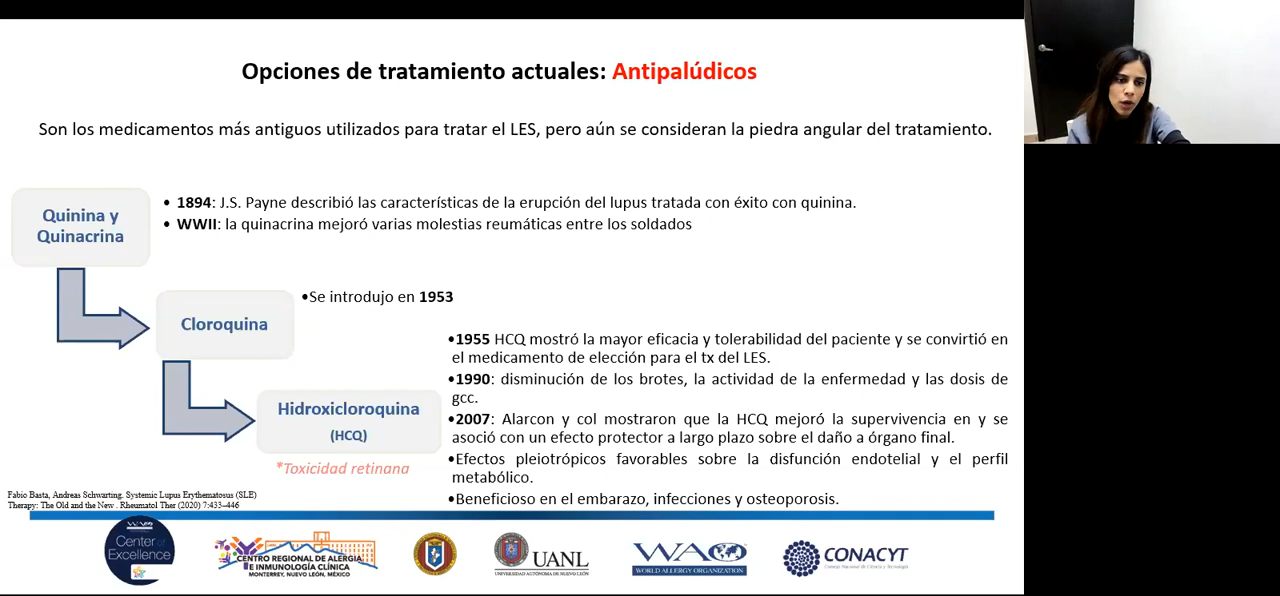 Opciones de tratamiento actuales: Antipalúdicos
Son los medicamentos más antiguos utilizados para tratar el LES, pero aún se consideran la piedra angular del tratamiento.
Quinina y
Quinacrina
• 1894: J.S. Payne describió las características de la erupción del lupus tratada con éxito con quinina.
• WWII: la quinacrina mejoró varias molestias reumáticas entre los soldados
Cloroquina
•Se introdujo en 1953
Hidroxicloroquina
(HCQ)
*Toxicidad retinana
•1955 HCQ mostró la mayor eficacia y tolerabilidad del paciente y se convirtió en
el medicamento de elección para el tx del LES.
•1990: disminución de los brotes, la actividad de la enfermedad y las dosis de
gcc.
•2007: Alarcon y col mostraron que la HCQ mejoró la supervivencia en y se
asoció con un efecto protector a largo plazo sobre el daño a órgano final.
•Efectos pleiotrópicos favorables sobre la disfunción endotelial y el perfil
metabólico.
•Beneficioso en el embarazo, infecciones y osteoporosis.
Fabio Basta, Andreas Schwarting. Systemic Lupus Erythematosus (SLE)
Therapy: The Old and the New . Rheumatol Ther (2020) 7:433–446
WAO
Center of
Excellence
CENTRO REGIONAL DE ALERGIA
E INMUNOLOGÍA CLÍNICA
MONTERREY, NUEVO LEÓN, MÉXICO
UANL
UNIVERSIDAD AUTÓNOMA DE NUEVO LEÓN
WAO
WORLD ALLERGY ORGANIZATION
CONACYT
Consejo Nacional de Ciencia y Tecnología